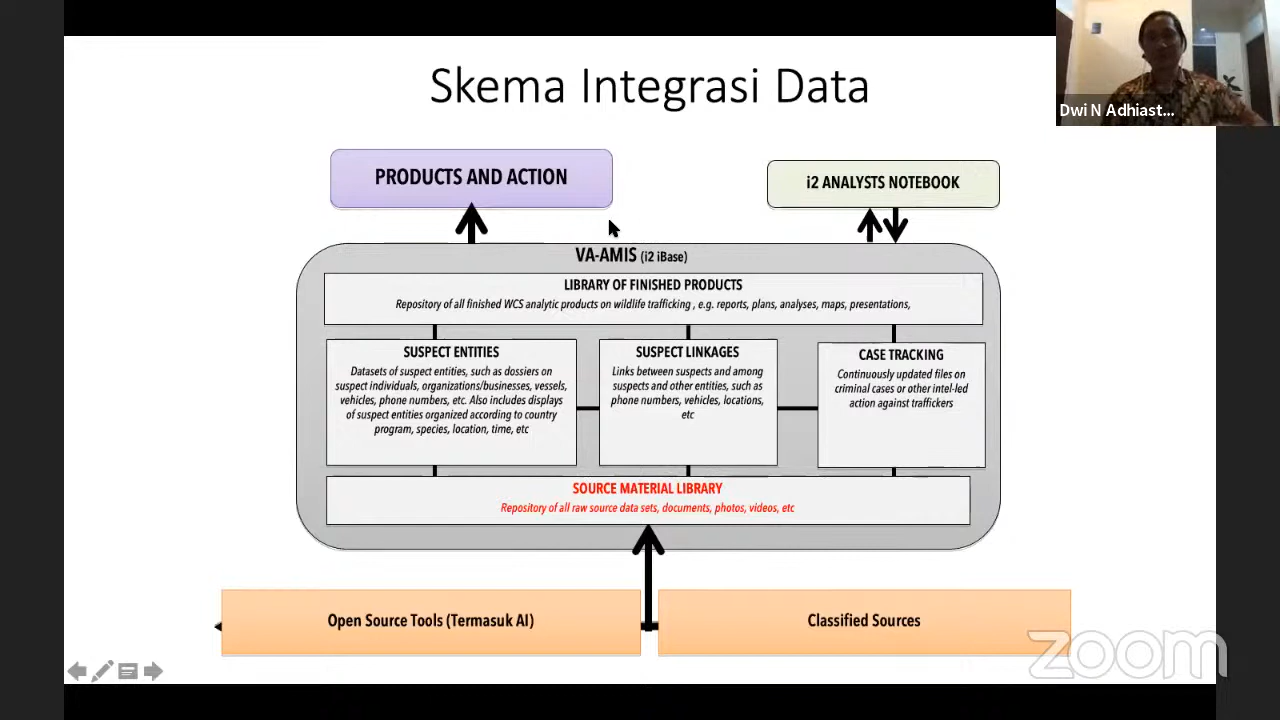 Skema Integrasi Data
Dwi N Adhiast...
PRODUCTS AND ACTION
i2 ANALYSTS NOTEBOOK
VA-AMIS (i2 iBase)
LIBRARY OF FINISHED PRODUCTS
Repository of all finished WCS analytic products on wildlife trafficking , e.g. reports, plans, analyses, maps, presentations,
SUSPECT ENTITIES
Datasets of suspect entities, such as dossiers on
suspect individuals, organizations/businesses, vessels,
vehicles, phone numbers, etc. Also includes displays
of suspect entities organized according to country
program, species, location, time, etc
SUSPECT LINKAGES
Links between suspects and among
suspects and other entities, such as
phone numbers, vehicles, locations,
etc
CASE TRACKING
Continuously updated files on
criminal cases or other intel-led
action against traffickers
SOURCE MATERIAL LIBRARY
Repository of all raw source data sets, documents, photos, videos, etc
Open Source Tools (Termasuk AI)
Classified Sources
zoom